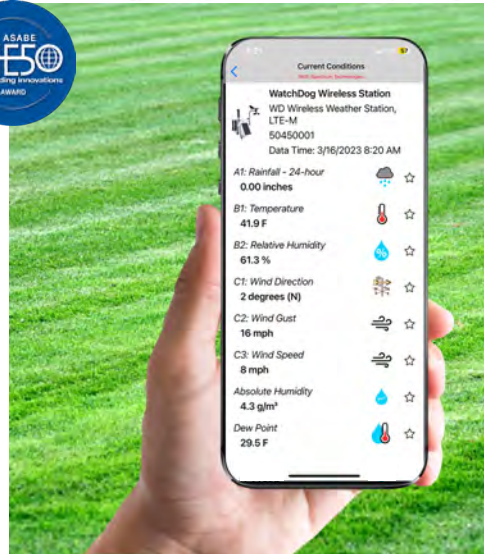 ASABE
AE50
ding innovations
AWARD
Current Conditions
WatchDog Wireless Station
WD Wireless Weather Station,
LTE-M
50450001
Data Time: 3/16/2023 8:20 AM
A1: Rainfall - 24-hour
0.00 inches
B1: Temperature
41.9 F
B2: Relative Humidity
61.3 %
%
C1: Wind Direction
2 degrees (N)
C2: Wind Gust
16 mph
C3: Wind Speed
8 mph
Absolute Humidity
4.3 g/m³
Dew Point
29.5 F